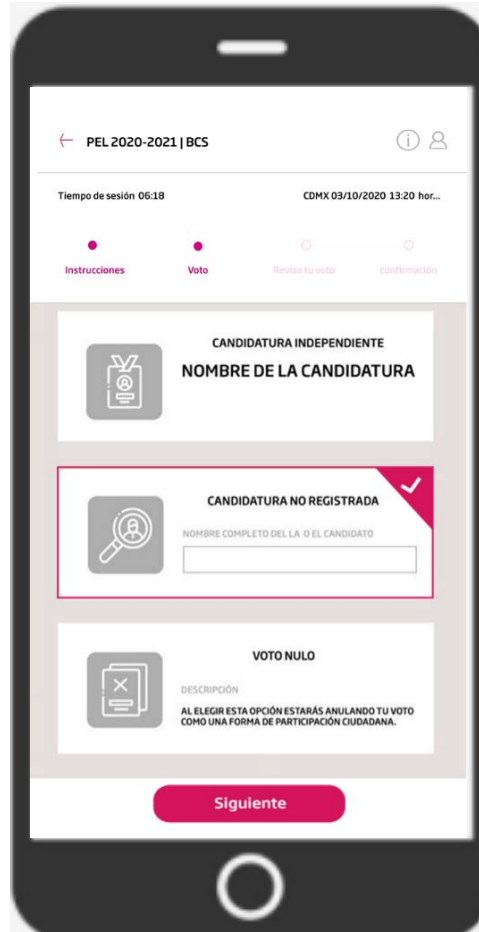 PEL 2020-2021 | BCS
Tiempo de sesión 06:18
CDMX 03/10/2020 13:20 hor...
Instrucciones
Voto
Revisa tu voto
confirmación
CANDIDATURA INDEPENDIENTE
NOMBRE DE LA CANDIDATURA
CANDIDATURA NO REGISTRADA
NOMBRE COMPLETO DEL LA O EL CANDIDATO
VOTO NULO
DESCRIPCIÓN
AL ELEGIR ESTA OPCIÓN ESTARÁS ANULANDO TU VOTO
COMO UNA FORMA DE PARTICIPACIÓN CIUDADANA.
Siguiente